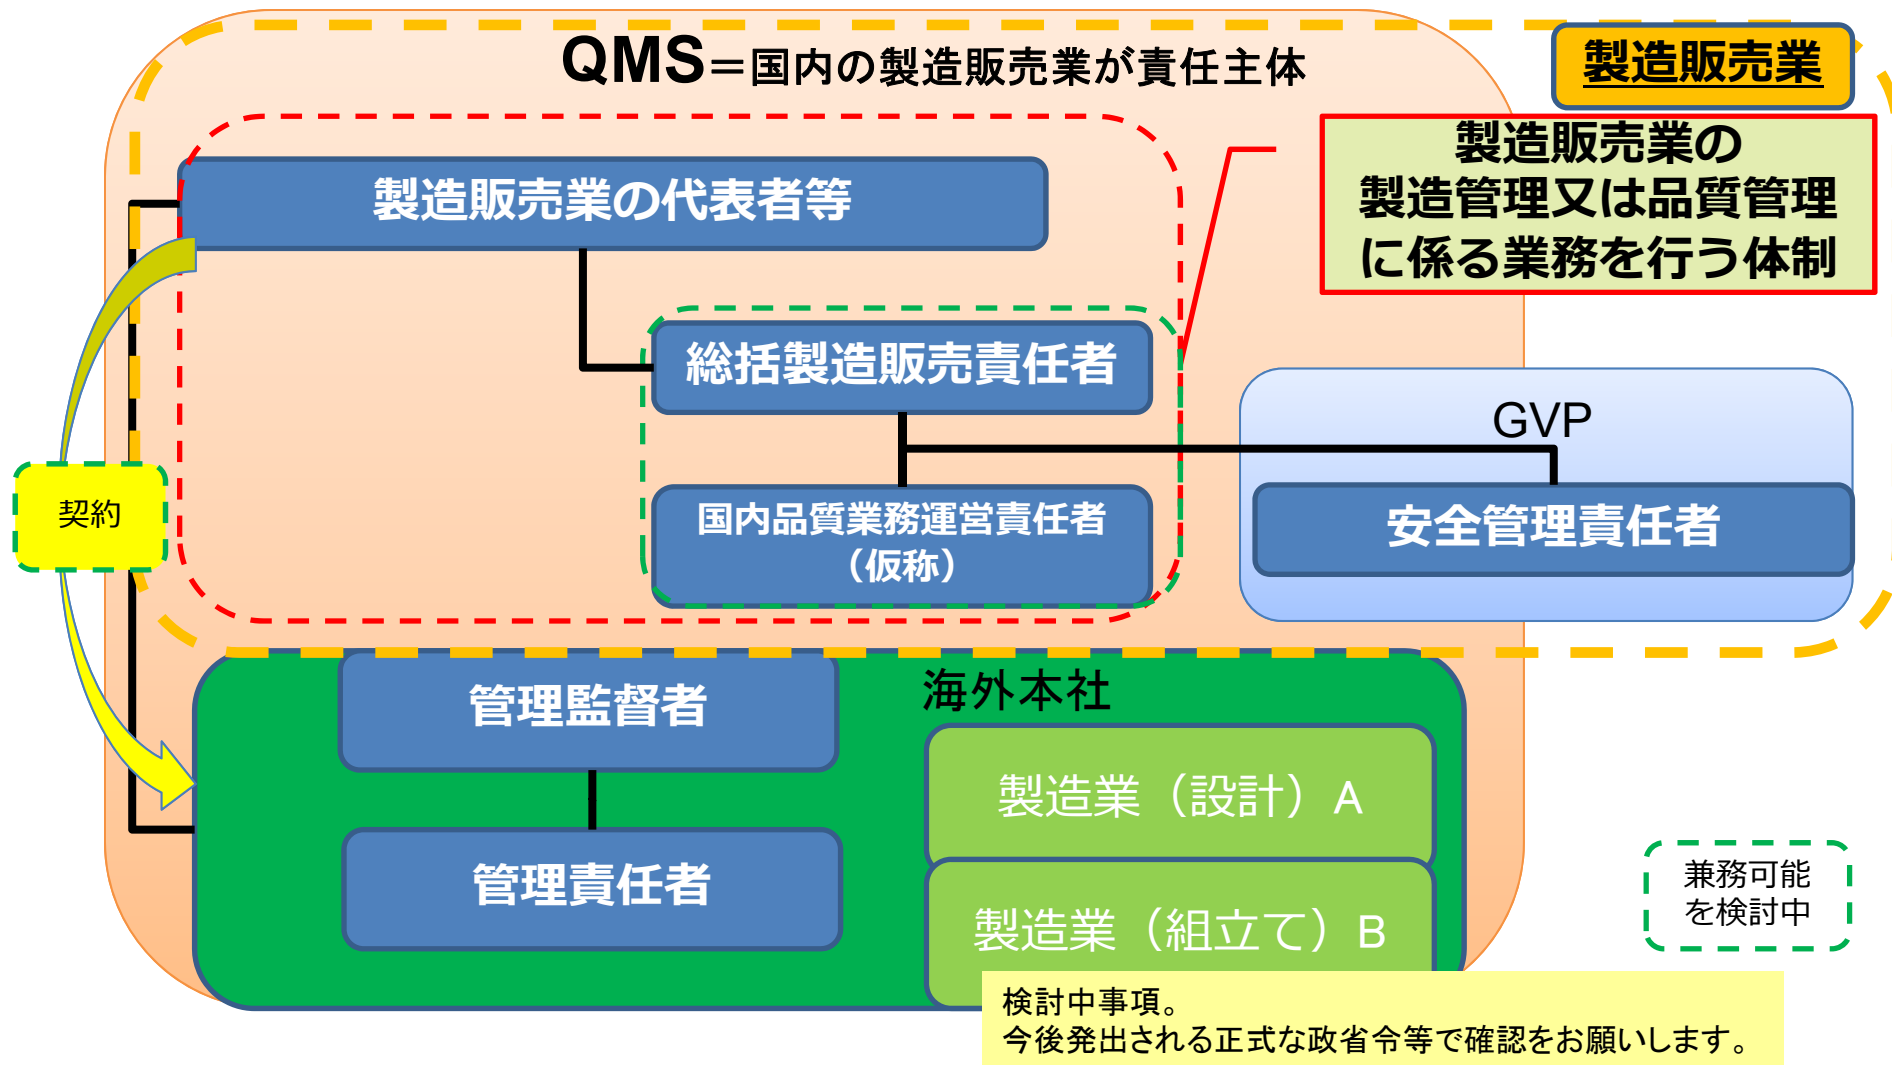 QMS=国内の製造販売業が責任主体
製造販売業
製造販売業の
製造管理又は品質管理
に係る業務を行う体制
製造販売業の代表者等
総括製造販売責任者
GVP
国内品質業務運営責任者
（仮称）
安全管理責任者
契約
海外本社
管理監督者
製造業（設計）A
管理責任者
製造業（組立て）B
兼務可能
を検討中
検討中事項。
今後発出される正式な政省令等で確認をお願いします。